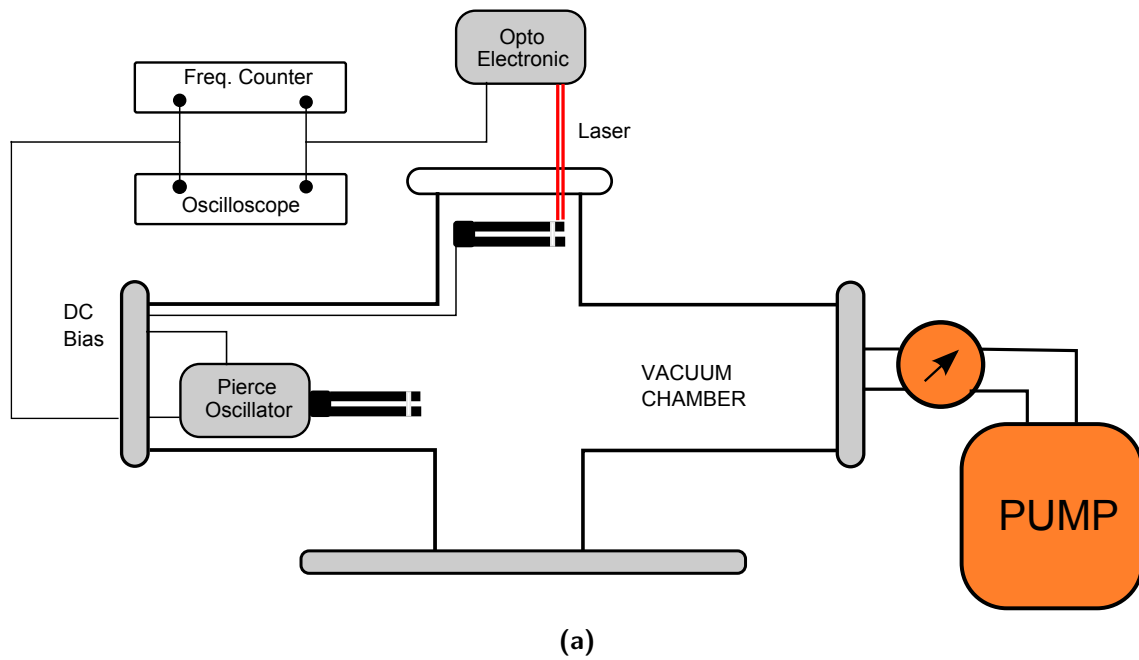 Opto
Electronic
Freq. Counter
Laser
Oscilloscope
DC
Bias
Pierce
Oscillator
VACUUM
CHAMBER
PUMP
(a)